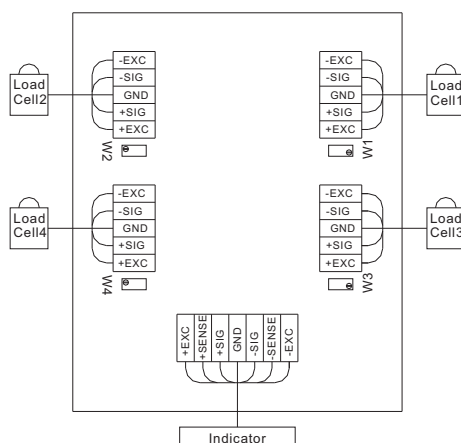 Load
Cell2
-EXC
-SIG
GND
+SIG
+EXC
W2
-EXC
-SIG
GND
+SIG
+EXC
W1
Load
Cell1
Load
Cell4
-EXC
-SIG
GND
+SIG
+EXC
W4
-EXC
-SIG
GND
+SIG
+EXC
W3
Load
Cell3
+EXC
+SENSE
+SIG
GND
-SIG
-SENSE
-EXC
Indicator